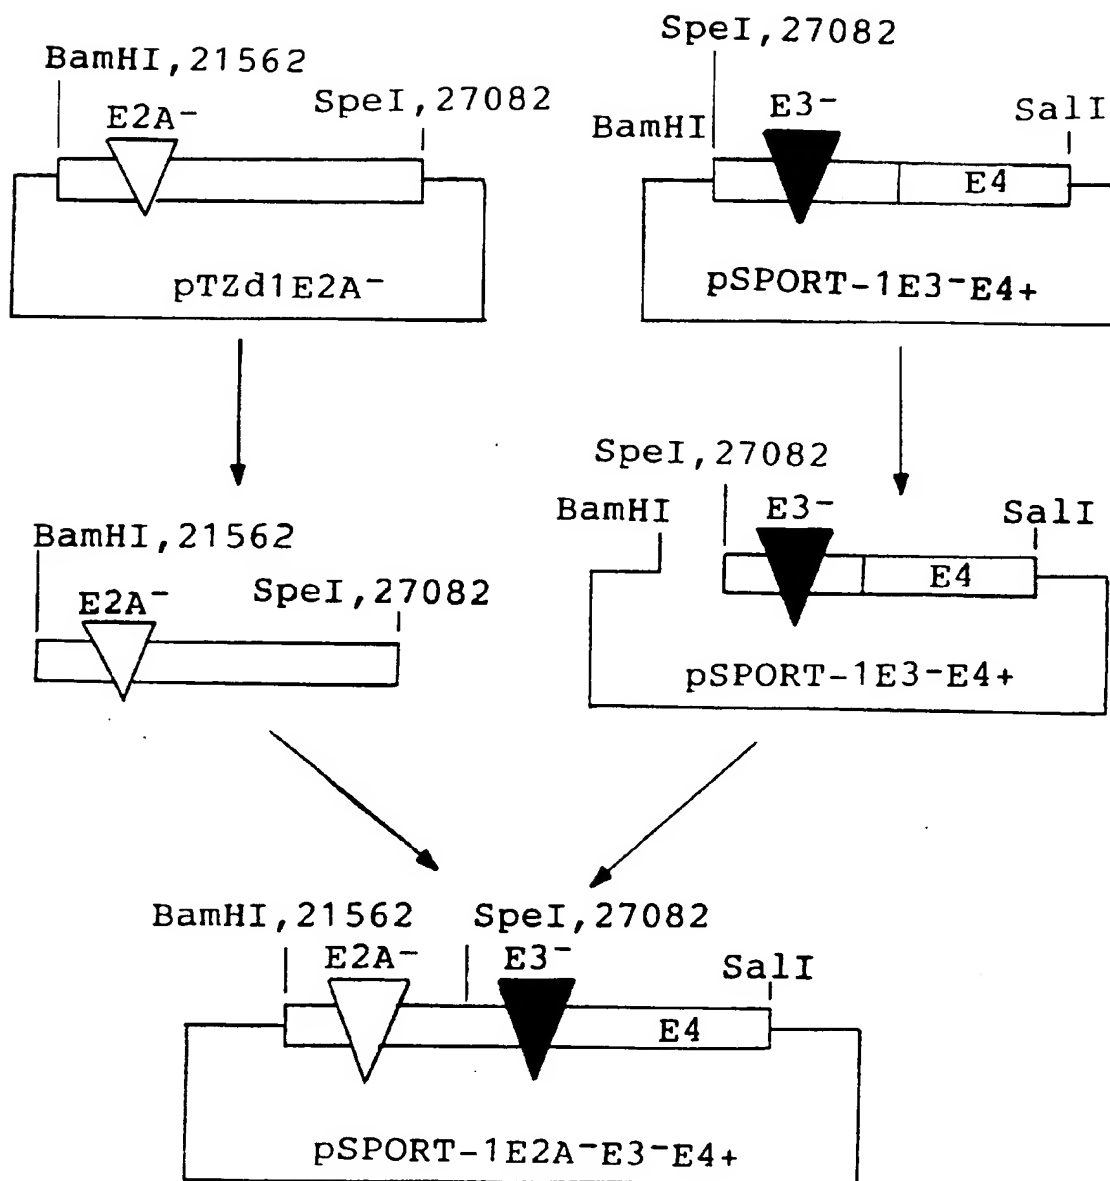 BamHI,21562
E2A-
SpeI,27082
pTZd1E2A-
SpeI,27082
BamHI
E3-
SalI
E4
pSPORT-1E3-E4+
BamHI,21562
E2A-
SpeI,27082
SpeI,27082
BamHI
E3-
SalI
E4
pSPORT-1E3-E4+
BamHI,21562
SpeI,27082
E2A-
E3-
SalI
E4
pSPORT-1E2A-E3-E4+